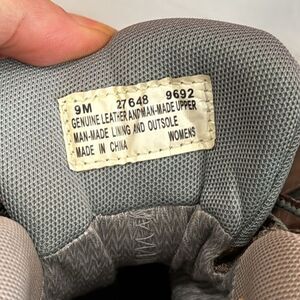 9M 27648 9692
GENUINE LEATHER AND MAN-MADE UPPER
MAN-MADE LINING AND OUTSOLE
MADE IN CHINA WOMENS